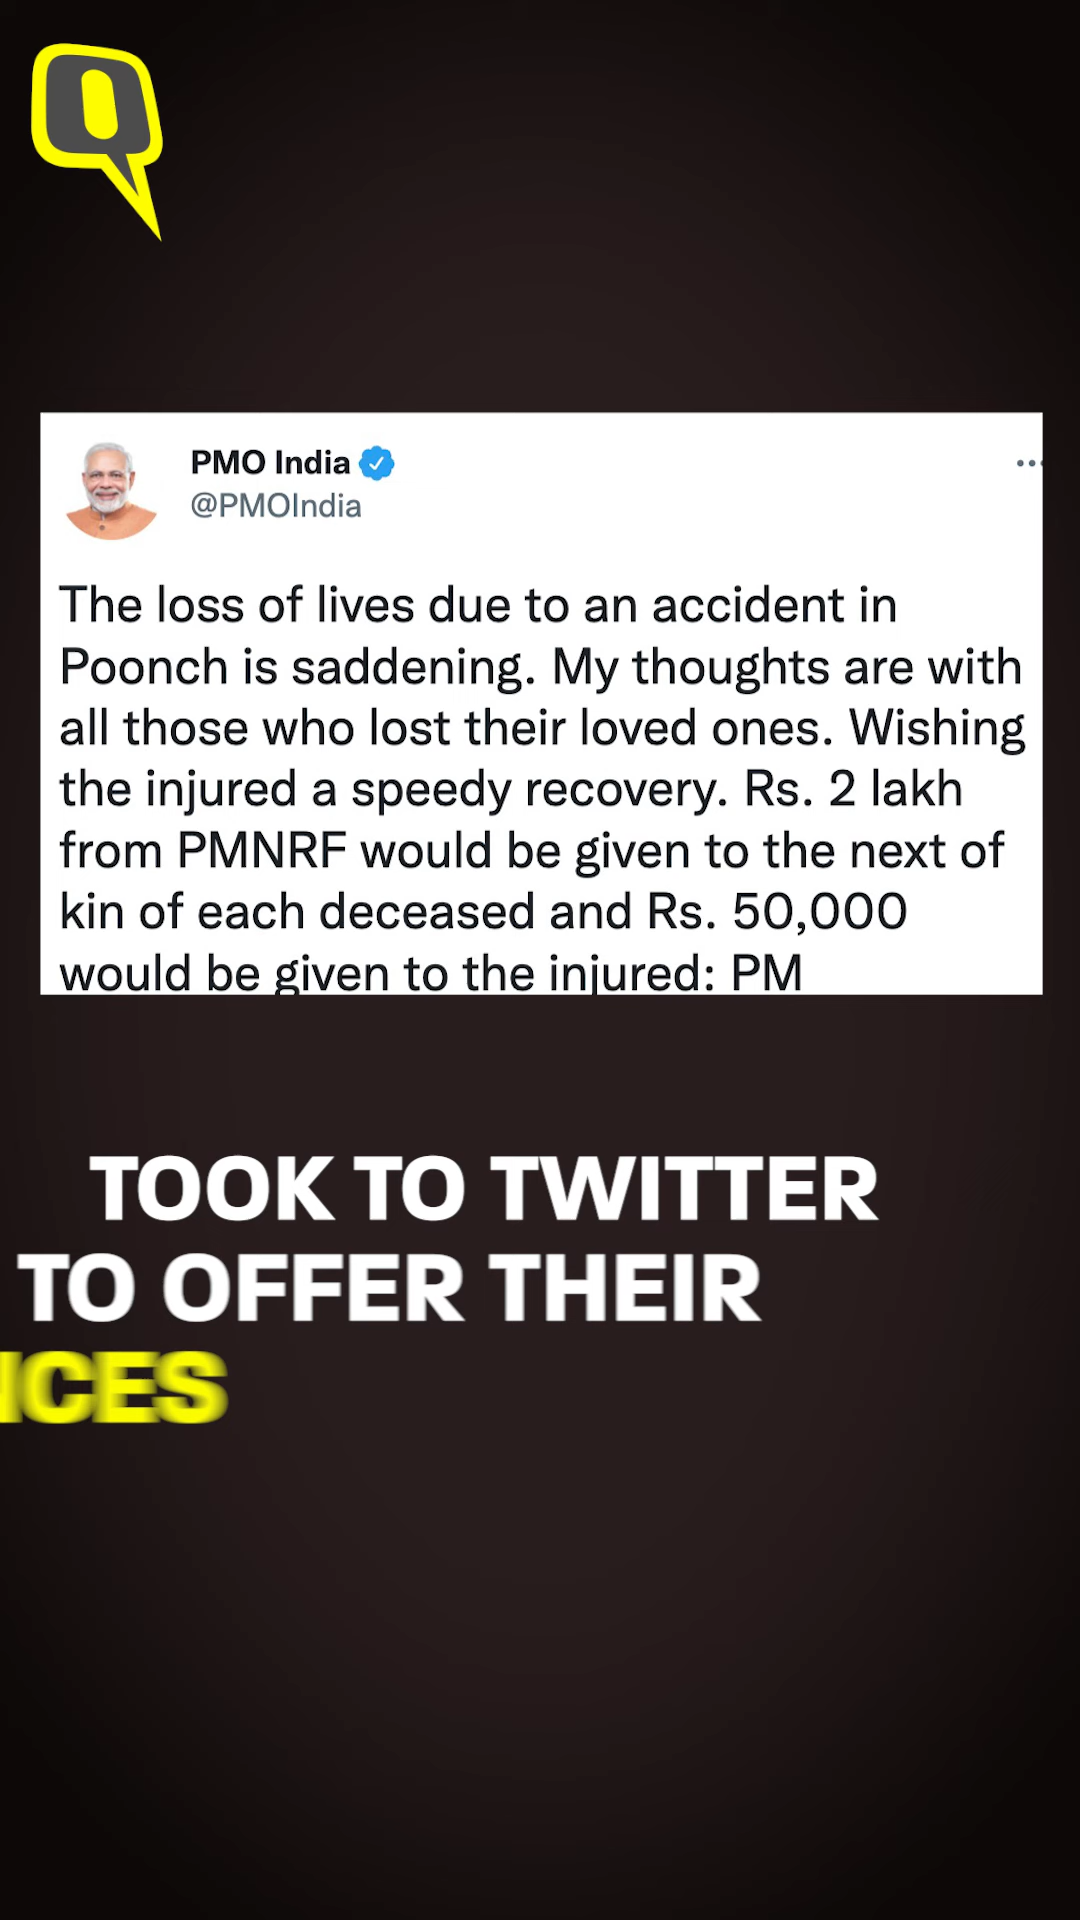 Q
PMO India
@PMOIndia
The loss of lives due to an accident in
Poonch is saddening. My thoughts are with
all those who lost their loved ones. Wishing
the injured a speedy recovery. Rs. 2 lakh
from PMNRF would be given to the next of
kin of each deceased and Rs. 50,000
would be given to the injured: PM
TOOK TO TWITTER
TO OFFER THEIR